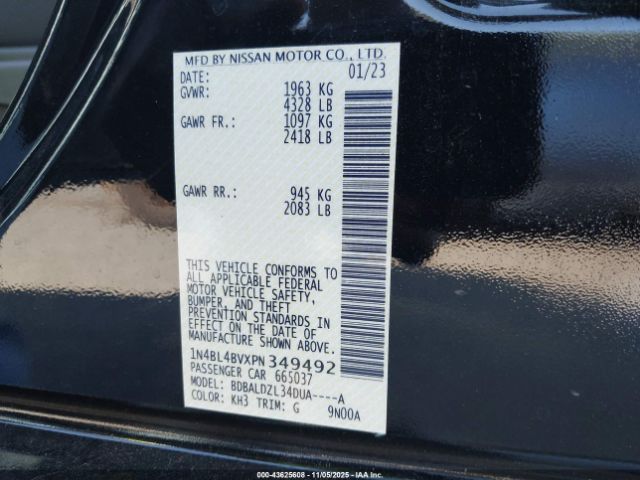 MFD BY NISSAN MOTOR CO., LTD.
DATE: 01/23
GVWR: 1963 KG
4328 LB
GAWR FR.: 1097 KG
2418 LB
GAWR RR.: 945 KG
2083 LB
THIS VEHICLE CONFORMS TO
ALL APPLICABLE FEDERAL
MOTOR VEHICLE SAFETY,
BUMPER, AND THEFT
PREVENTION STANDARDS IN
EFFECT ON THE DATE OF
MANUFACTURE SHOWN ABOVE.
1N4BL4BVXPN349492
PASSENGER CAR 665037
MODEL: BDBALDZL34DUA----A
COLOR: KH3 TRIM: G 9N00A
000-43625608 - 11/05/2025 - IAAI.COM